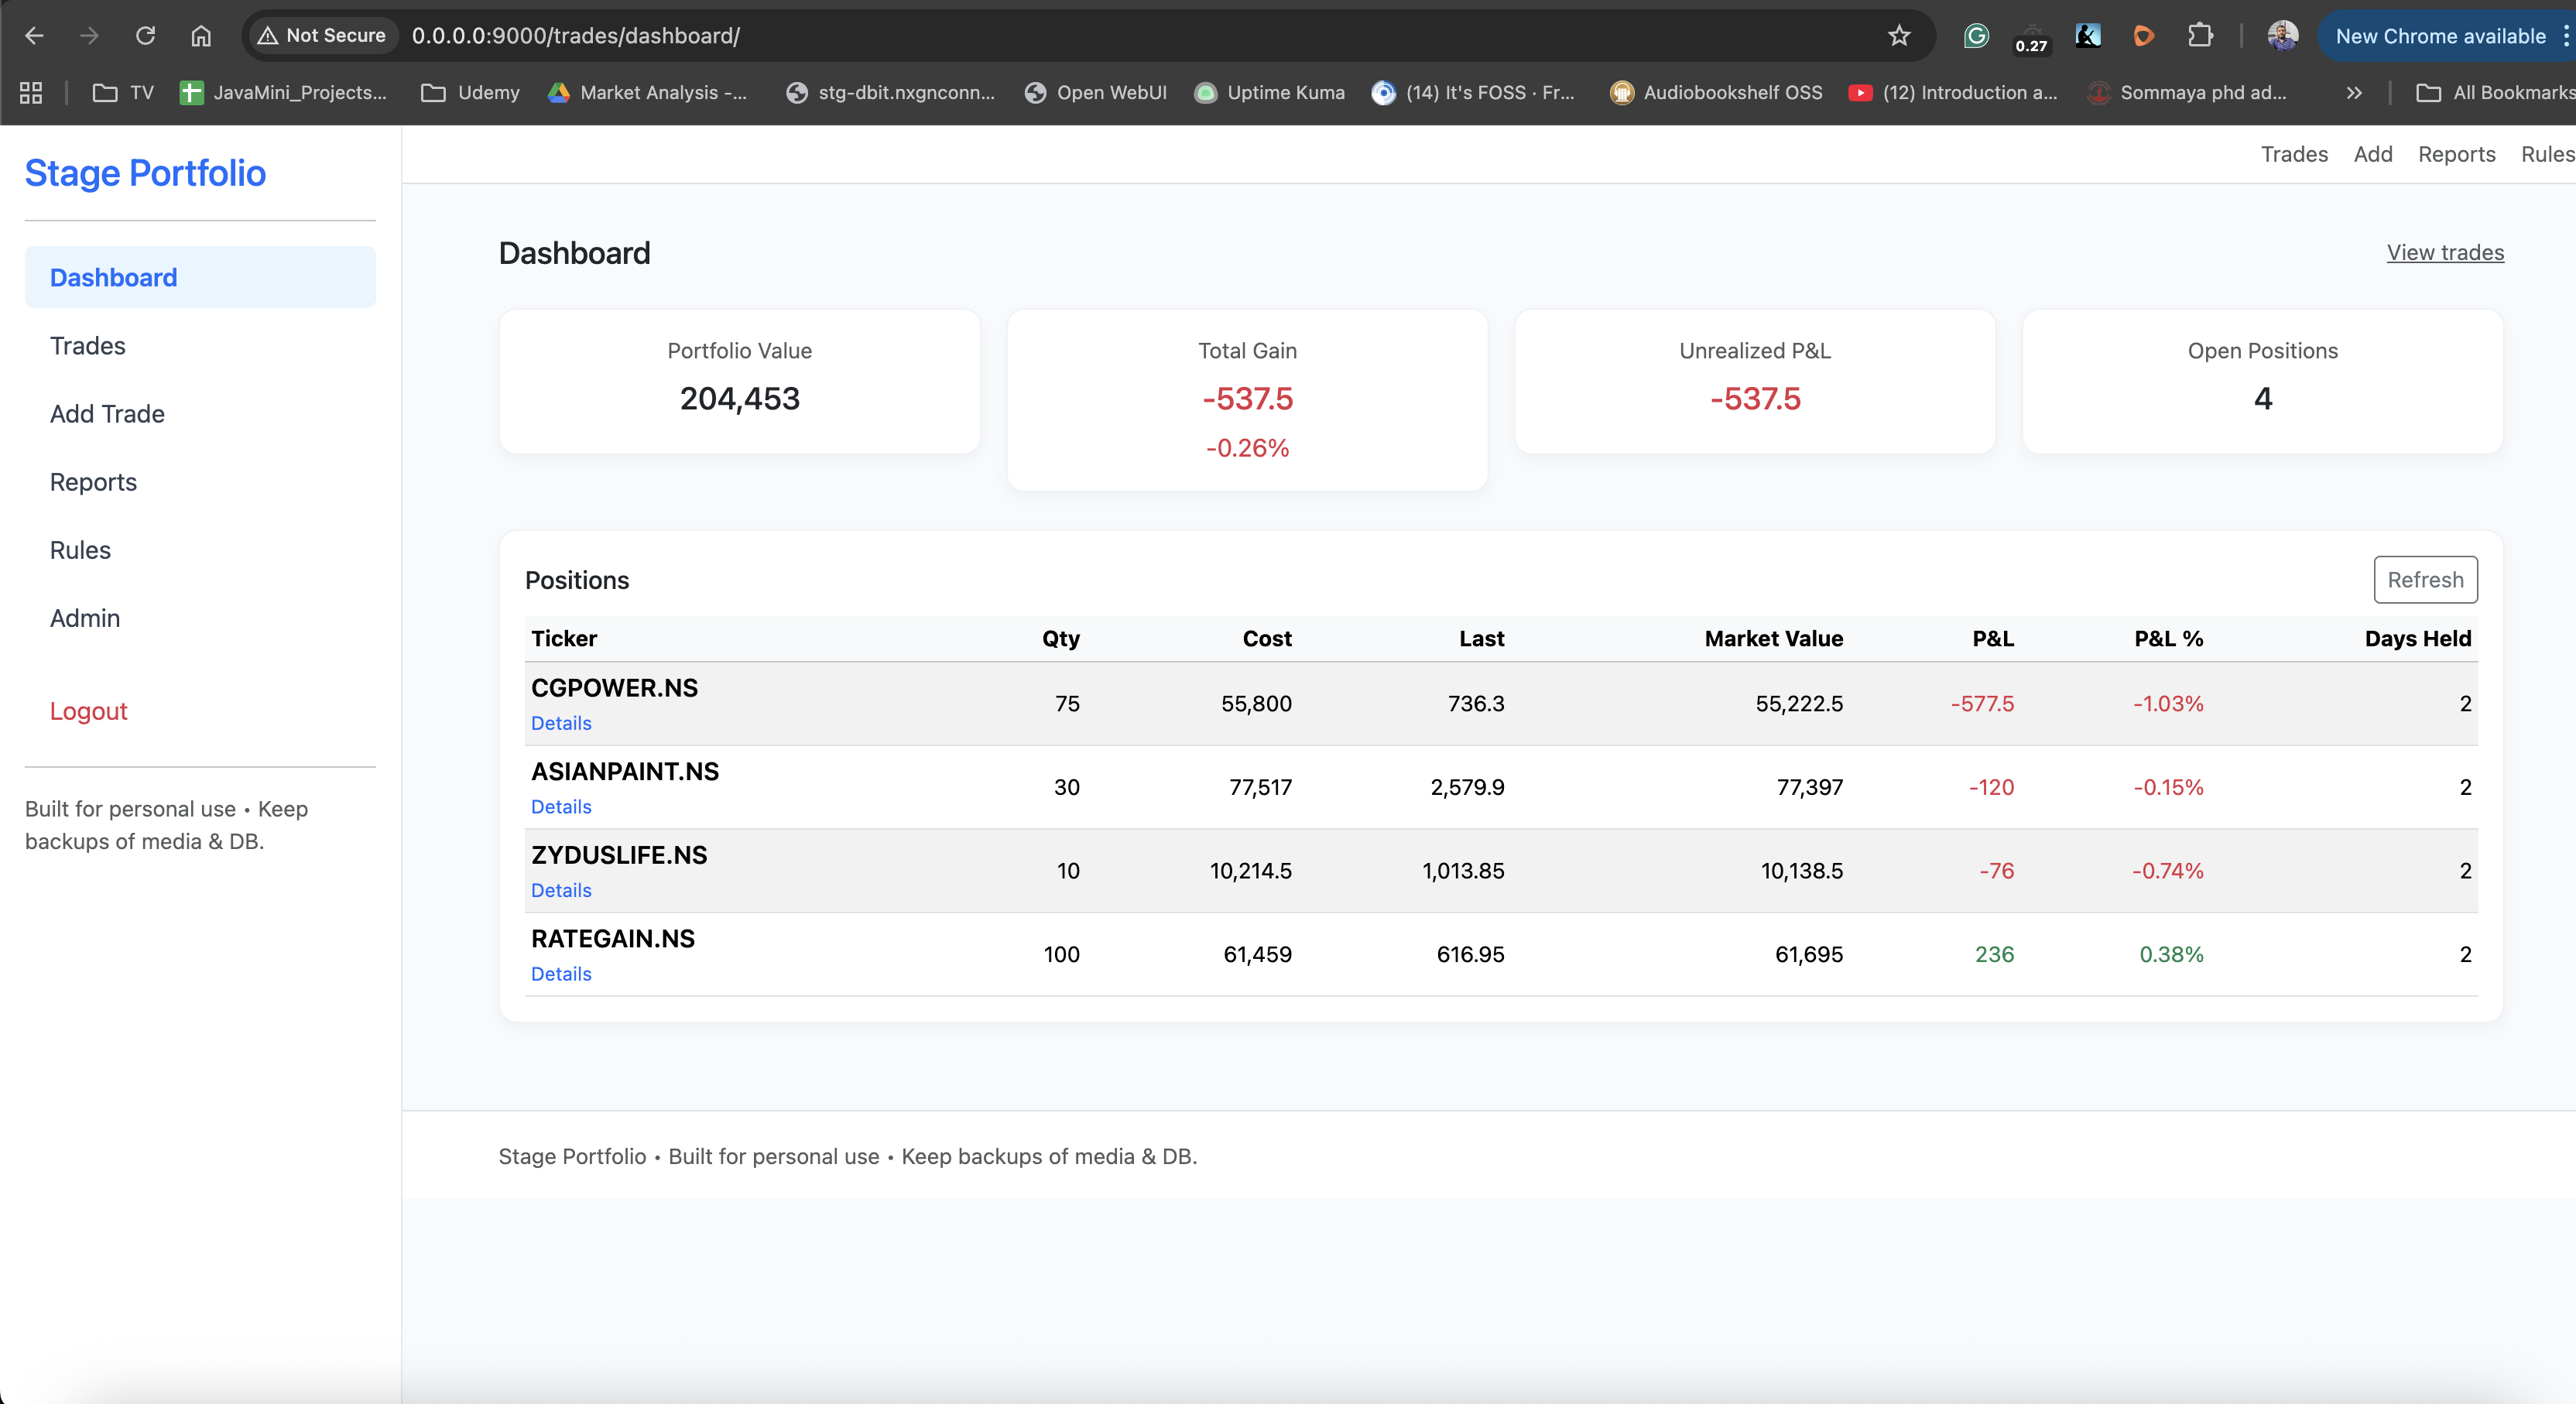 Not Secure 0.0.0.0:9000/trades/dashboard/ 0.27 New Chrome available
TV JavaMini_Projects... Udemy Market Analysis -... stg-dbit.nxgnconn... Open WebUI Uptime Kuma (14) It's FOSS · Fr... Audiobookshelf OSS (12) Introduction a... Sommaya phd ad... » All Bookmarks
Stage Portfolio
Dashboard
Trades
Add Trade
Reports
Rules
Admin
Logout
Built for personal use • Keep
backups of media & DB.
Trades Add Reports Rules
Dashboard View trades
Portfolio Value
204,453
Total Gain
-537.5
-0.26%
Unrealized P&L
-537.5
Open Positions
4
Positions Refresh
Ticker Qty Cost Last Market Value P&L P&L % Days Held
CGPOWER.NS 75 55,800 736.3 55,222.5 -577.5 -1.03% 2
Details
ASIANPAINT.NS 30 77,517 2,579.9 77,397 -120 -0.15% 2
Details
ZYDUSLIFE.NS 10 10,214.5 1,013.85 10,138.5 -76 -0.74% 2
Details
RATEGAIN.NS 100 61,459 616.95 61,695 236 0.38% 2
Details
Stage Portfolio • Built for personal use • Keep backups of media & DB.